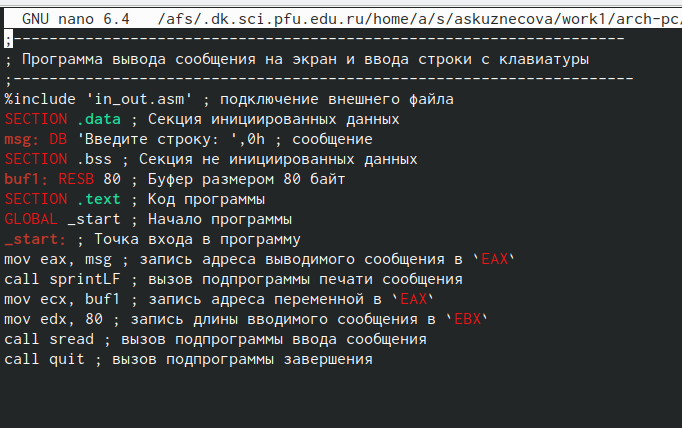 GNU nano 6.4 /afs/.dk.sci.pfu.edu.ru/home/a/s/askuznecova/work1/arch-pc/
;------------------------------------------------------------------
; Программа вывода сообщения на экран и ввода строки с клавиатуры
;-------------------------------------------------------------------
%include 'in_out.asm' ; подключение внешнего файла
SECTION .data ; Секция инициированных данных
msg: DB 'Введите строку: ',0h ; сообщение
SECTION .bss ; Секция не инициированных данных
buf1: RESB 80 ; Буфер размером 80 байт
SECTION .text ; Код программы
GLOBAL _start ; Начало программы
_start: ; Точка входа в программу
mov eax, msg ; запись адреса выводимого сообщения в `EAX`
call sprintLF ; вызов подпрограммы печати сообщения
mov ecx, buf1 ; запись адреса переменной в `EAX`
mov edx, 80 ; запись длины вводимого сообщения в `EBX`
call sread ; вызов подпрограммы ввода сообщения
call quit ; вызов подпрограммы завершения